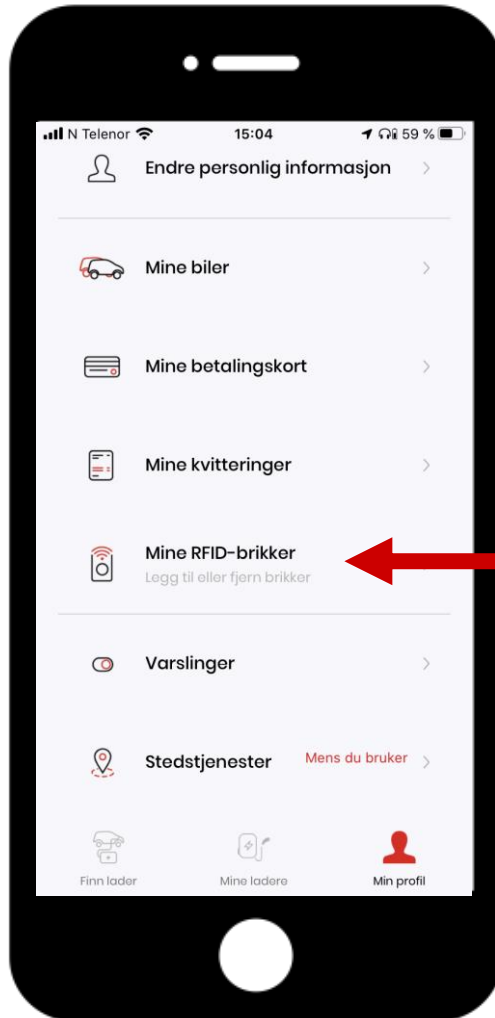 N Telenor 15:04 59 %
Endre personlig informasjon
Mine biler
Mine betalingskort
Mine kvitteringer
Mine RFID-brikker
Legg til eller fjern brikker
Varslinger
Stedstjenester Mens du bruker
Finn lader Mine ladere Min profil